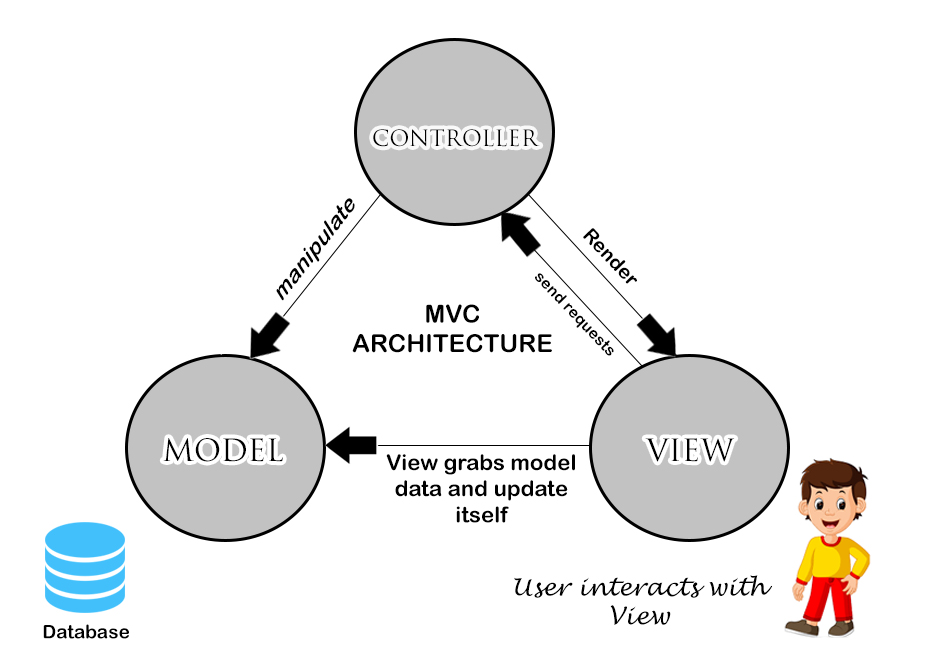 CONTROLLER
manipulate
Render
send requests
MVC
ARCHITECTURE
MODEL
VIEW
View grabs model
data and update
itself
User interacts with
View
Database